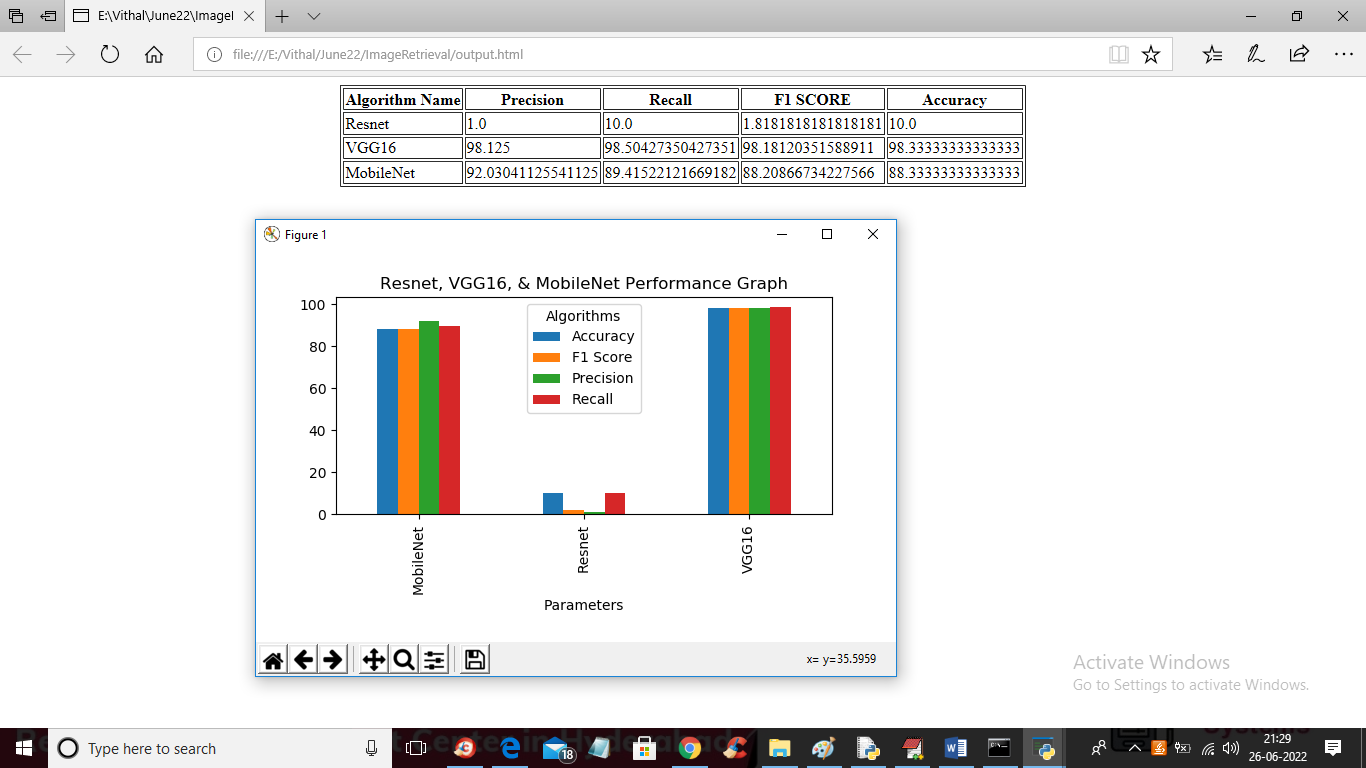 E:\Vithal\June22\ImageI
file:///E:/Vithal/June22/ImageRetrieval/output.html
Algorithm Name Precision Recall F1 SCORE Accuracy
Resnet 1.0 10.0 1.8181818181818181 10.0
VGG16 98.125 98.50427350427351 98.18120351588911 98.33333333333333
MobileNet 92.03041125541125 89.41522121669182 88.20866734227566 88.33333333333333
Figure 1
Resnet, VGG16, & MobileNet Performance Graph
100
80
60
40
20
0
Algorithms
Accuracy
F1 Score
Precision
Recall
MobileNet
Resnet
VGG16
Parameters
x= y=35.5959
Activate Windows
Go to Settings to activate Windows.
Type here to search
18
21:29
26-06-2022